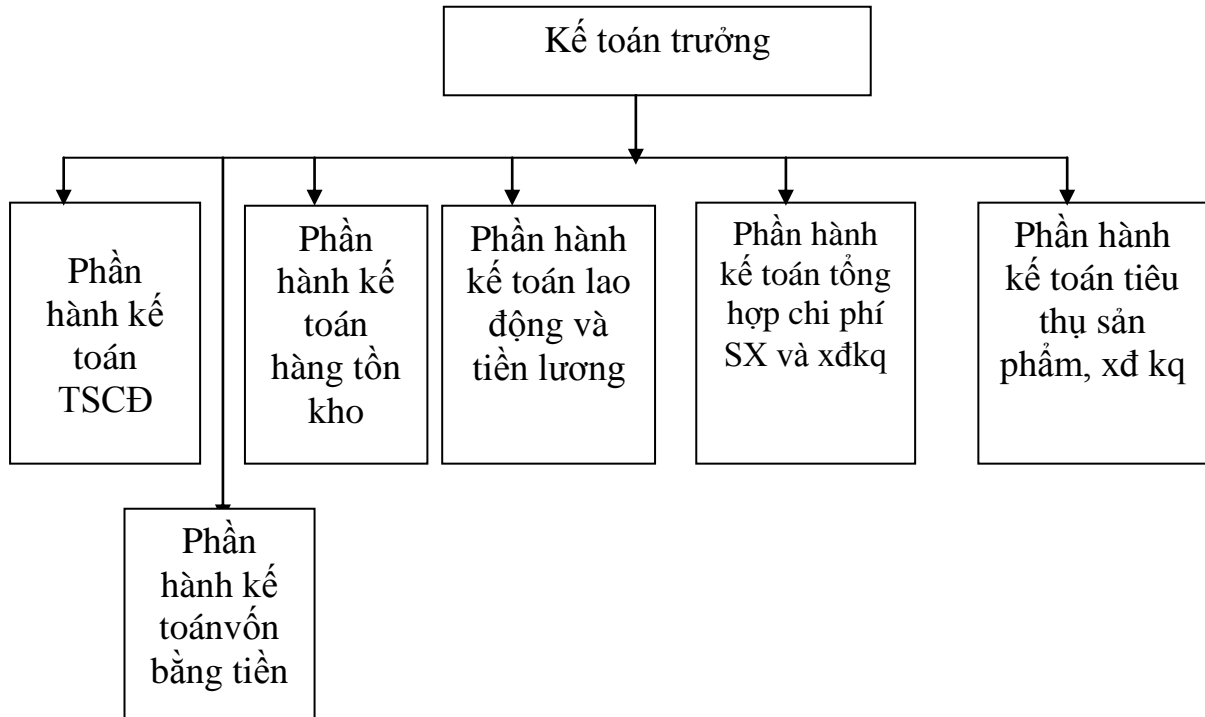 Kế toán trưởng
Phần
hành kế
toán
TSCĐ
Phần
hành kế
toán
hàng tồn
kho
Phần hành
kế toán lao
động và
tiền lương
Phần hành
kế toán tổng
hợp chi phí
SX và xđkq
Phần hành
kế toán tiêu
thụ sản
phẩm, xđ kq
Phần
hành kế
toánvốn
bằng tiền